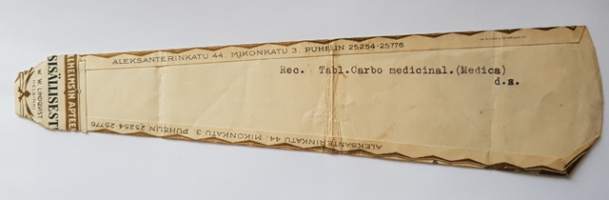 ALEKSANTERINKATU 44. MIKONKATU 3. PUHELIN 25254-25776
Rec. Tabl.Carbo medicinal.(Medica)
d.s.
ALEKSANTERINKATU 44. MIKONKATU 3. PUHELIN 25254 25776
SISÄLLISEST